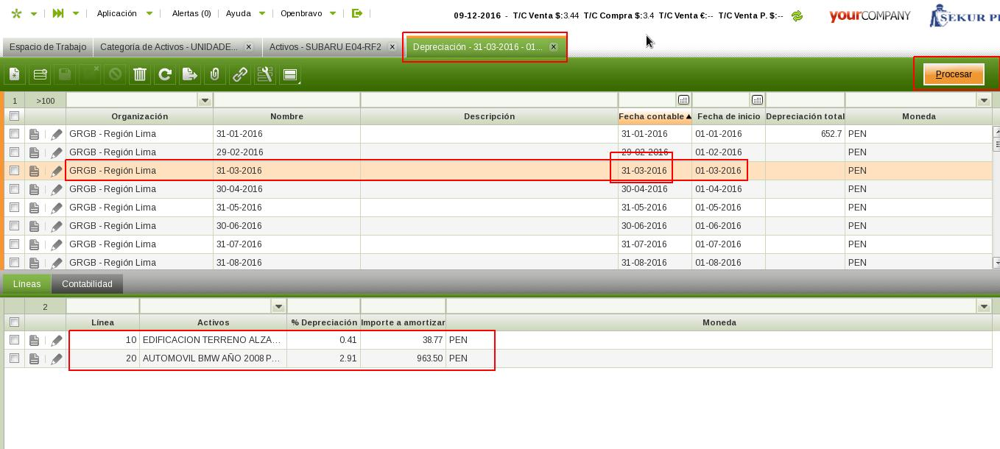 Aplicación Alertas (0) Ayuda Openbravo 09-12-2016 - T/C Venta $:3.44 T/C Compra $:3.4 T/C Venta €:-- T/C Venta P. $:-- yourCOMPANY SEKUR P
Espacio de Trabajo Categoría de Activos - UNIDADE... x Activos - SUBARU E04-RF2 x Depreciación - 31-03-2016 - 01... x
Procesar
1 >100
Organización Nombre Descripción Fecha contable Fecha de inicio Depreciación total Moneda
GRGB - Región Lima 31-01-2016 31-01-2016 01-01-2016 652.7 PEN
GRGB - Región Lima 29-02-2016 29-02-2016 01-02-2016 PEN
GRGB - Región Lima 31-03-2016 31-03-2016 01-03-2016 PEN
GRGB - Región Lima 30-04-2016 30-04-2016 01-04-2016 PEN
GRGB - Región Lima 31-05-2016 31-05-2016 01-05-2016 PEN
GRGB - Región Lima 30-06-2016 30-06-2016 01-06-2016 PEN
GRGB - Región Lima 31-07-2016 31-07-2016 01-07-2016 PEN
GRGB - Región Lima 31-08-2016 31-08-2016 01-08-2016 PEN
Líneas Contabilidad
2
Línea Activos % Depreciación Importe a amortizar Moneda
10 EDIFICACION TERRENO ALZA... 0.41 38.77 PEN
20 AUTOMOVIL BMW AÑO 2008 P... 2.91 963.50 PEN